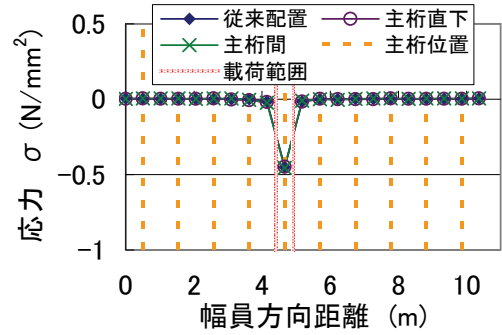 従来配置 主桁直下
主桁間 主桁位置
載荷範囲
0.5
0
−0.5
−1
応力 σ (N/mm²)
0 2 4 6 8 10
幅員方向距離 (m)